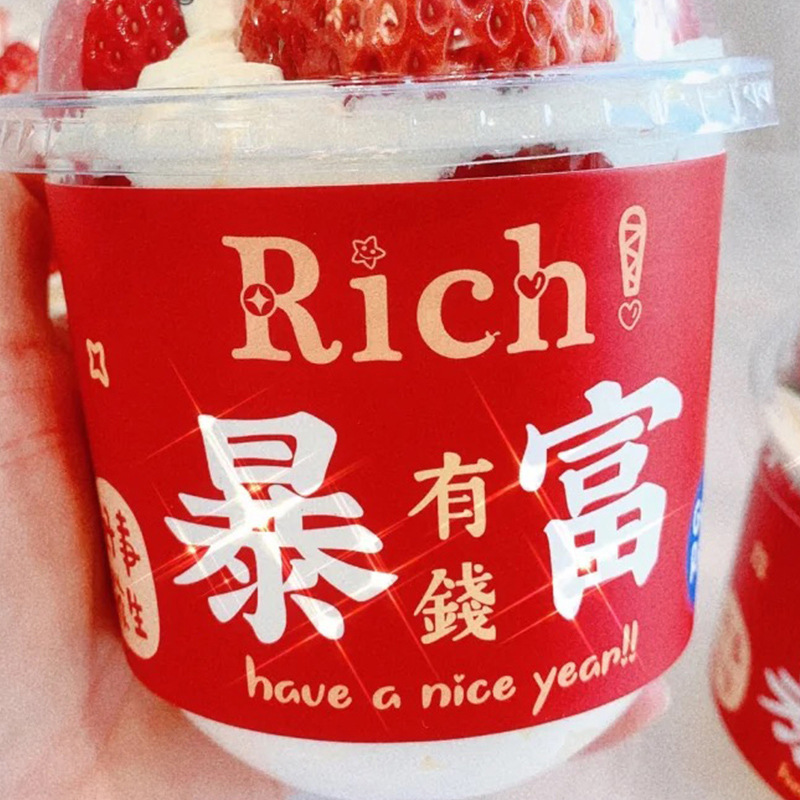 Rich!
暴富
有錢
have a nice year!!